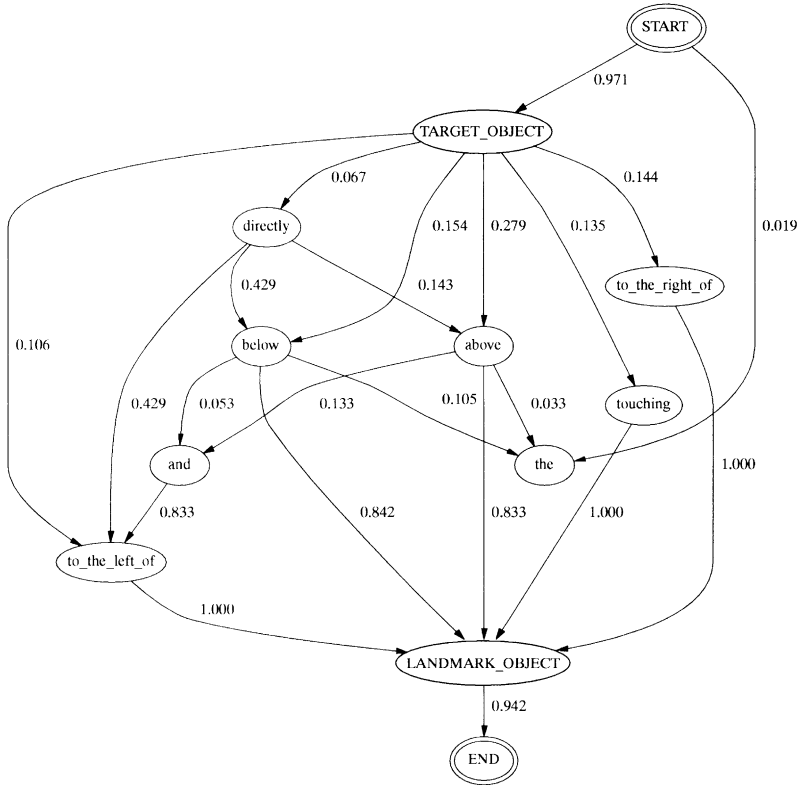 START
0.971
TARGET_OBJECT
0.067
0.144
directly
0.154
0.279
0.135
0.019
0.429
0.143
to_the_right_of
0.106
below
above
0.429
0.053
0.133
0.105
0.033
touching
and
the
1.000
0.833
0.842
0.833
1.000
to_the_left_of
1.000
LANDMARK_OBJECT
0.942
END